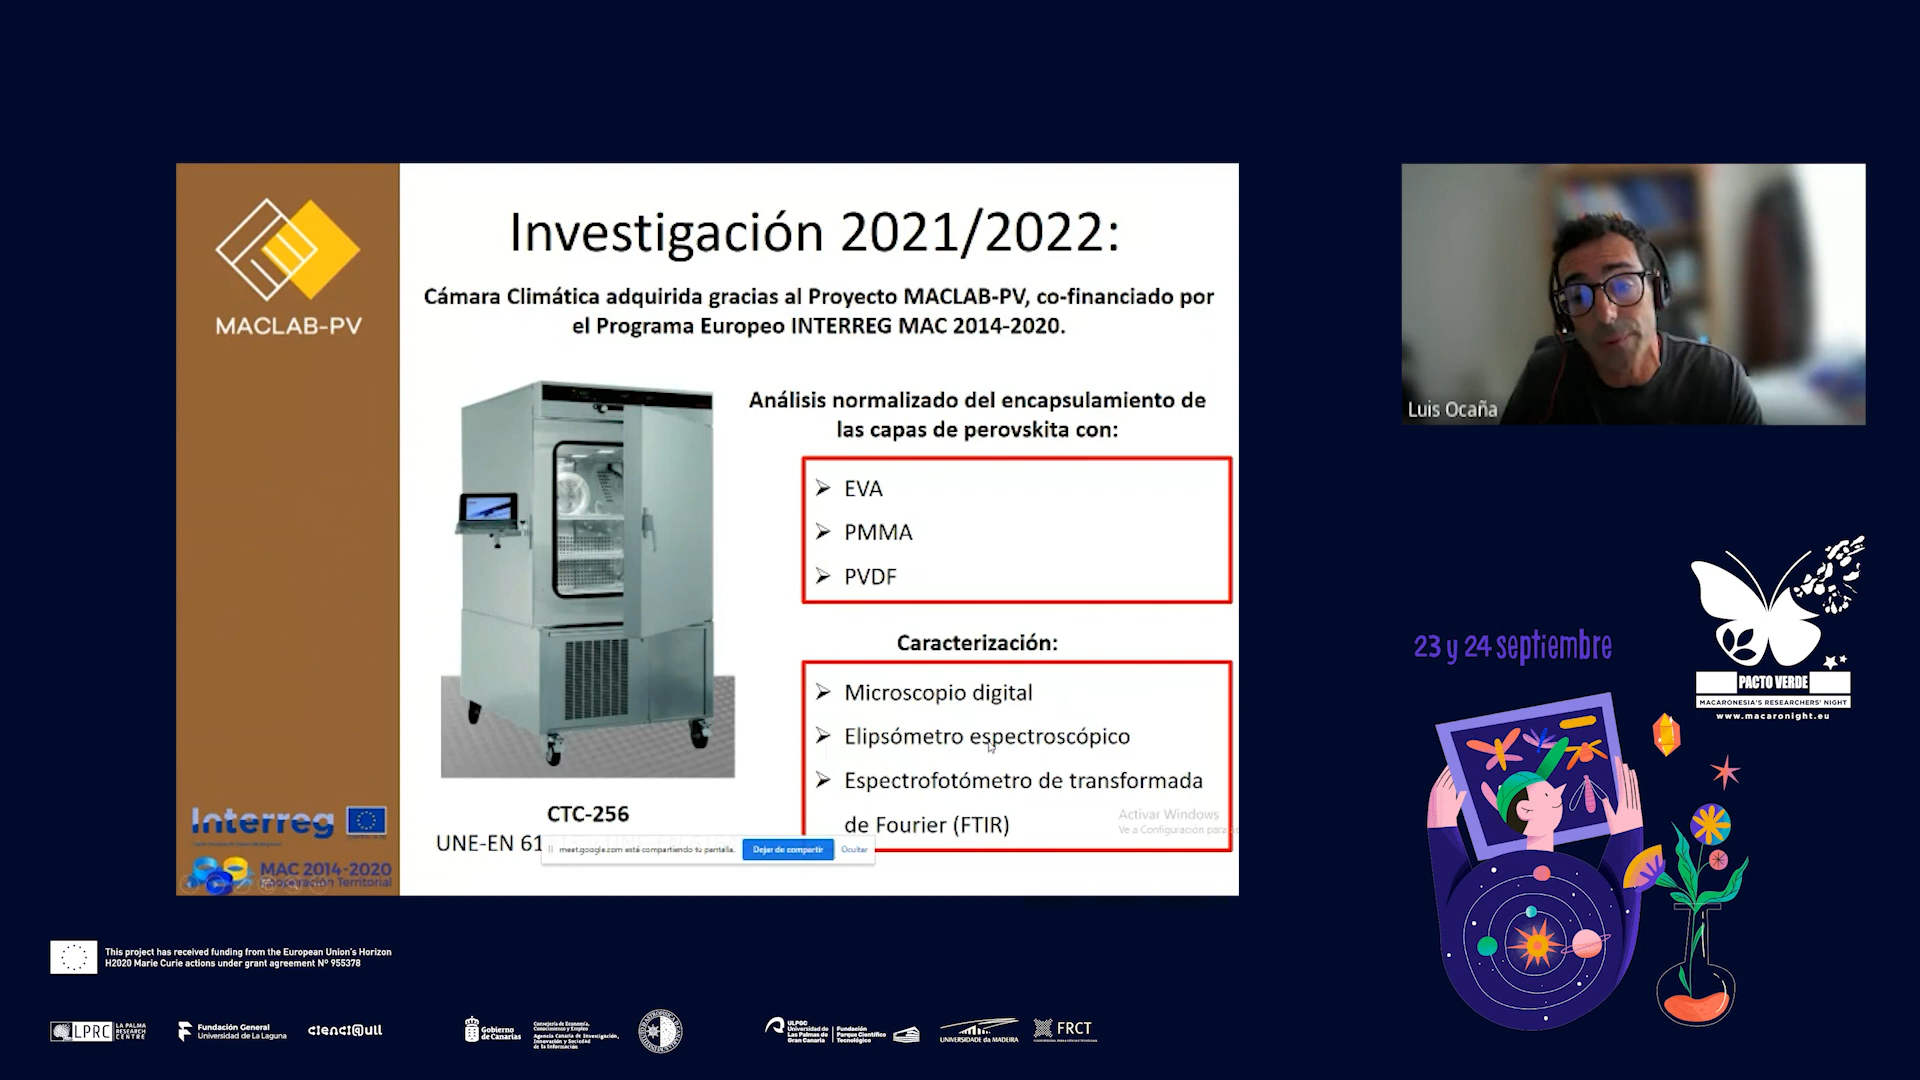 Investigación 2021/2022:
Cámara Climática adquirida gracias al Proyecto MACLAB-PV, co-financiado por
el Programa Europeo INTERREG MAC 2014-2020.
MACLAB-PV
Análisis normalizado del encapsulamiento de
las capas de perovskita con:
➢ EVA
➢ PMMA
➢ PVDF
Caracterización:
➢ Microscopio digital
➢ Elipsómetro espectroscópico
➢ Espectrofotómetro de transformada
de Fourier (FTIR)
CTC-256
UNE-EN 61
Activar Windows
Ve a Configuración para
meet.google.com está compartiendo tu pantalla.
Dejar de compartir
Ocultar
Interreg
MAC 2014-2020
Cooperación Territorial
Luis Ocaña
23 y 24 septiembre
PACTO VERDE
MACARONESIA'S RESEARCHERS' NIGHT
www.macaronight.eu
This project has received funding from the European Union's Horizon
H2020 Marie Curie actions under grant agreement Nº 955378
LPRC
LA PALMA
RESEARCH
CENTRE
Fundación General
Universidad de La Laguna
cienci@ull
Gobierno
de Canarias
Consejería de Economía,
Conocimiento y Empleo
Agencia Canaria de Investigación,
Innovación y Sociedad
de la Información
ULPGC
Universidad de
Las Palmas de
Gran Canaria
Fundación
Parque Científico
Tecnológico
UNIVERSIDADE da MADEIRA
FRCT